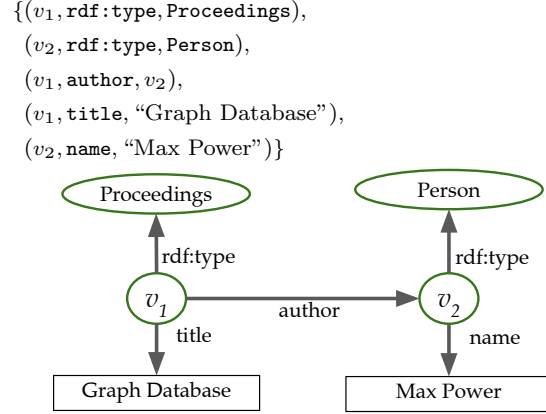 {(v₁, rdf:type, Proceedings),
(v₂, rdf:type, Person),
(v₁, author, v₂),
(v₁, title, “Graph Database”),
(v₂, name, “Max Power”)}
Proceedings
Person
rdf:type
rdf:type
v₁
v₂
author
title
name
Graph Database
Max Power